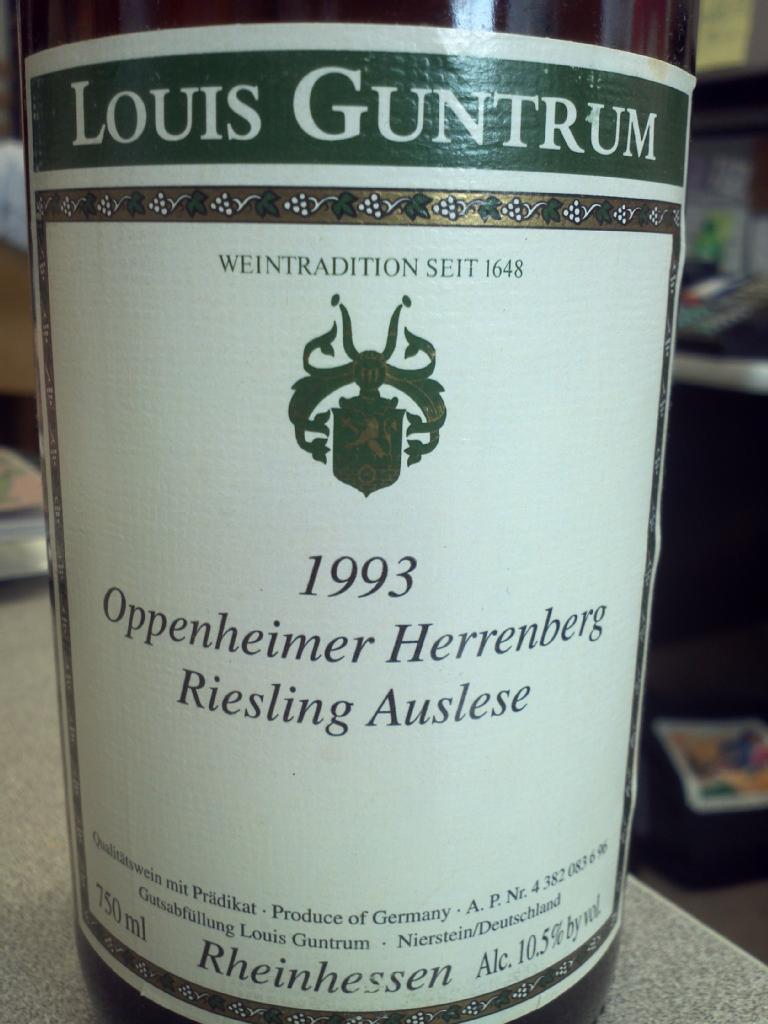 LOUIS GUNTRUM
WEINTRADITION SEIT 1648
1993
Oppenheimer Herrenberg
Riesling Auslese
Qualitätswein mit Prädikat · Produce of Germany · A. P. Nr. 4 382 083 6 96
Gutsabfüllung Louis Guntrum · Nierstein/Deutschland
750 ml
Rheinhessen
Alc. 10.5% by vol.